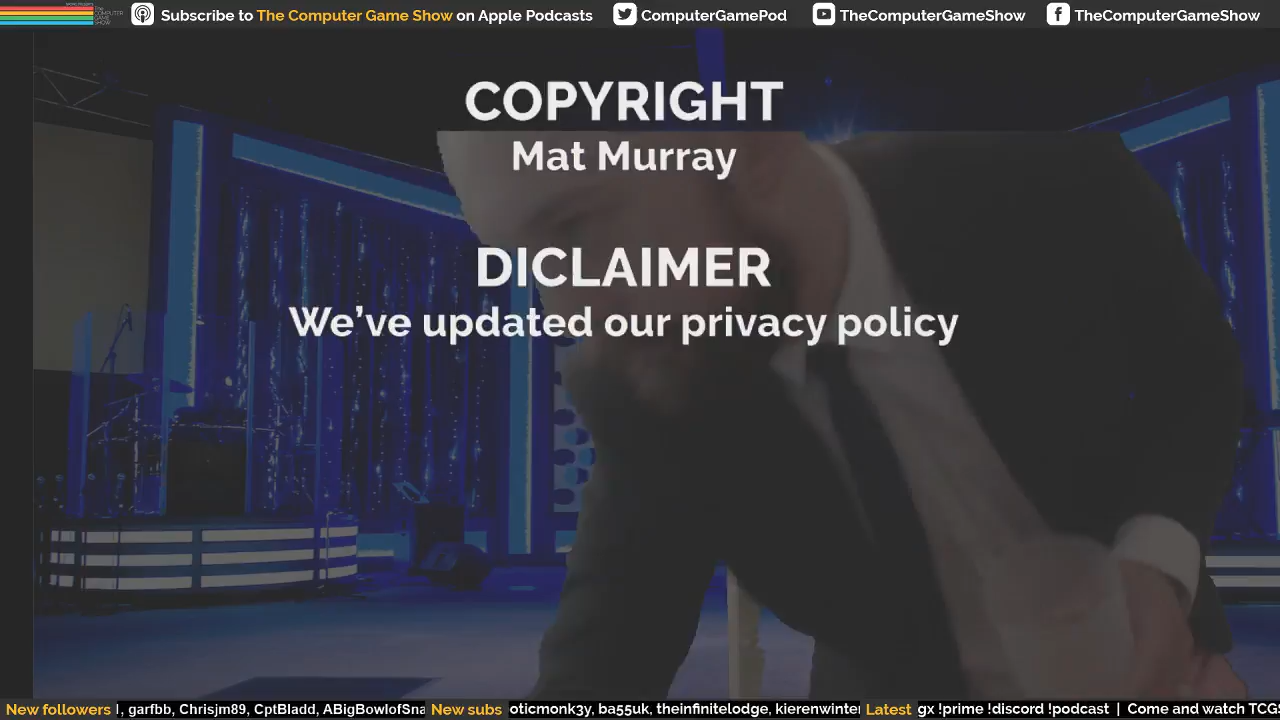 Subscribe to The Computer Game Show on Apple Podcasts ComputerGamePod TheComputerGameShow TheComputerGameShow
COPYRIGHT
Mat Murray
DICLAIMER
We've updated our privacy policy
New followers garfbb, Chrisjm89, CptBladd, ABigBowlofSna New subs oticmonk3y, ba55uk, theinfinitelodge, kierenwinter Latest gx !prime !discord !podcast | Come and watch TCGS